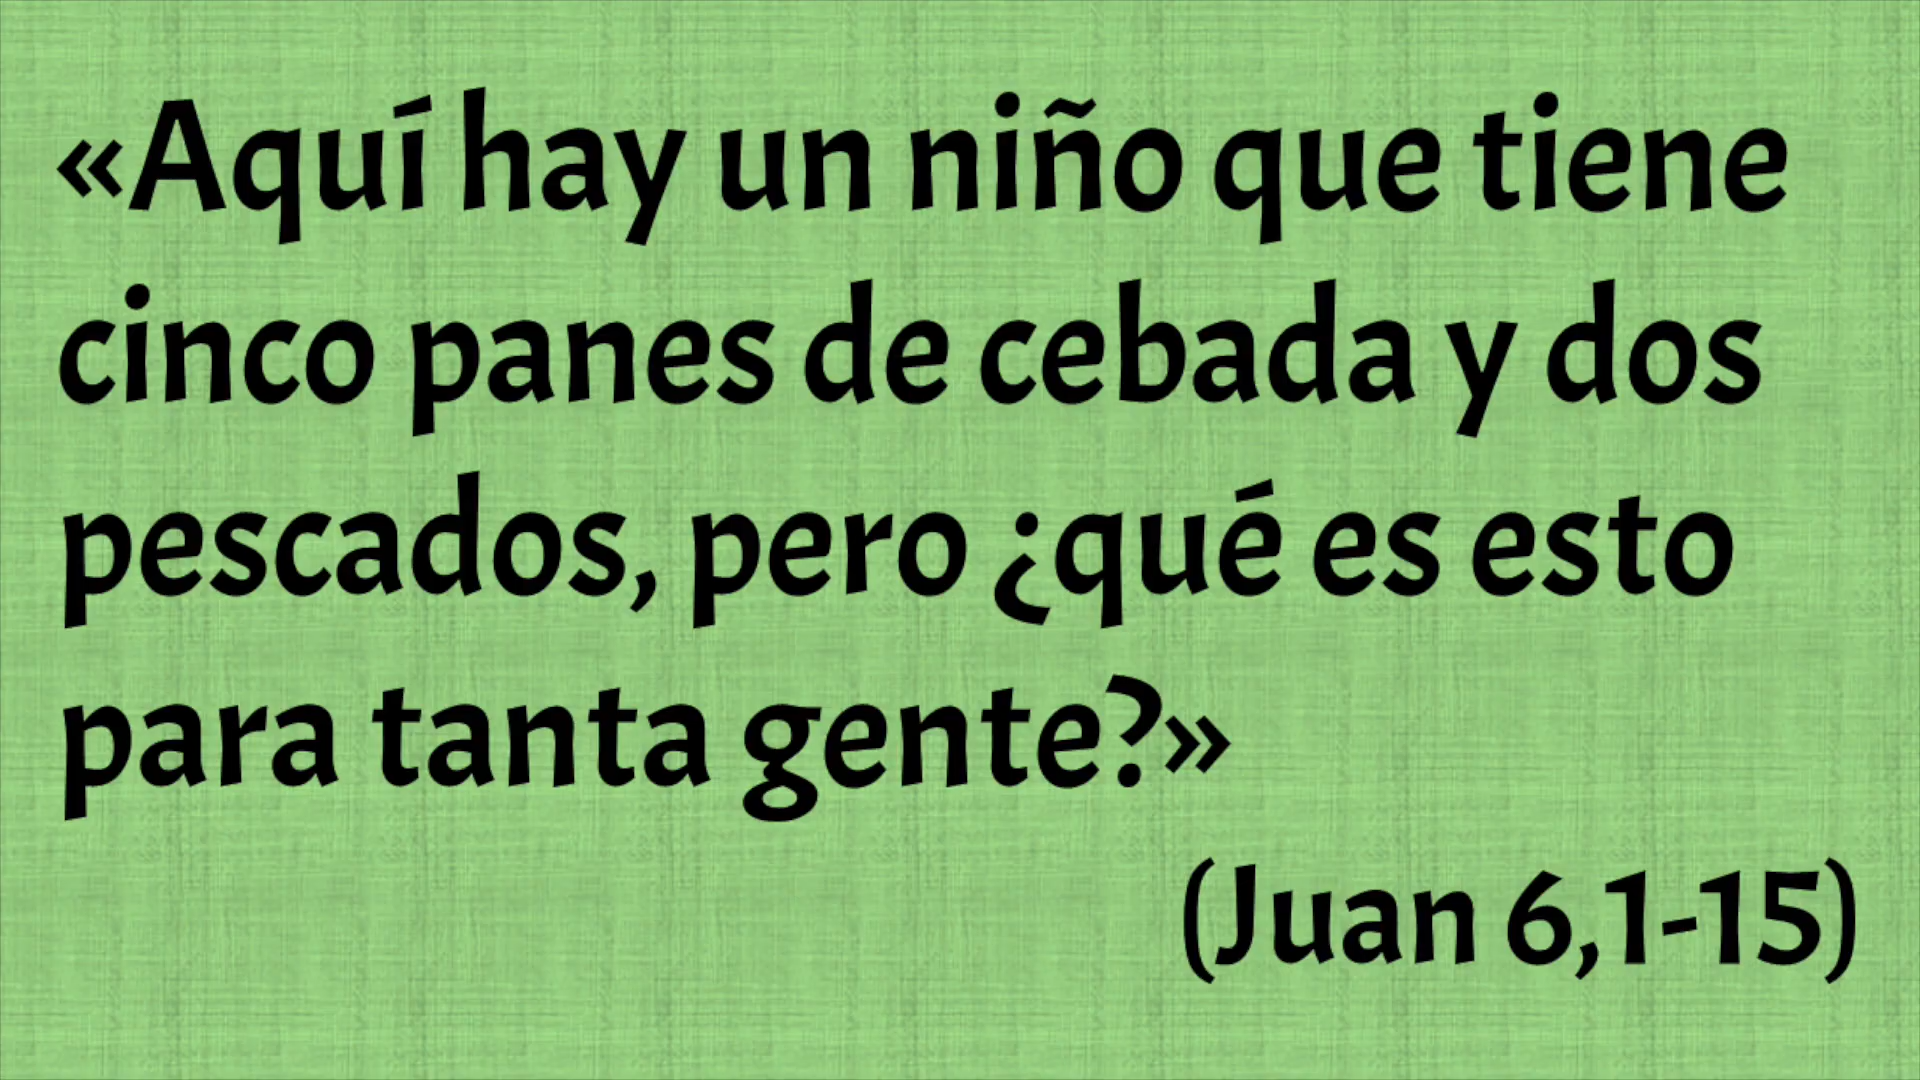 «Aquí hay un niño que tiene
cinco panes de cebada y dos
pescados, pero ¿qué es esto
para tanta gente?»
(Juan 6,1-15)